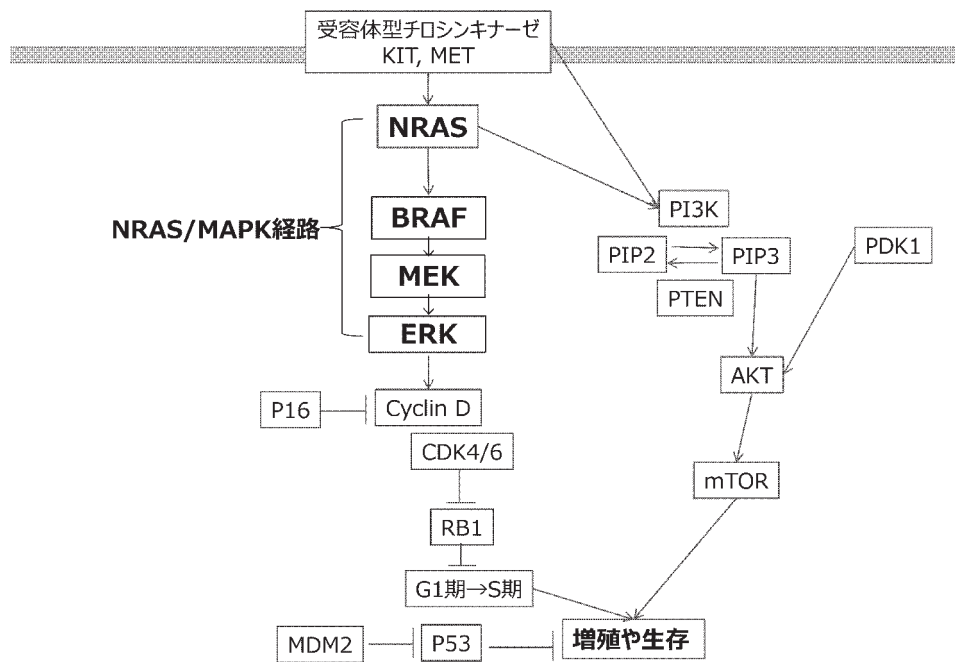 受容体型チロシンキナーゼ
KIT, MET
NRAS
NRAS/MAPK経路
BRAF
PI3K
PIP2
PIP3
PDK1
MEK
PTEN
ERK
AKT
P16
Cyclin D
CDK4/6
mTOR
RB1
G1期→S期
MDM2
P53
増殖や生存